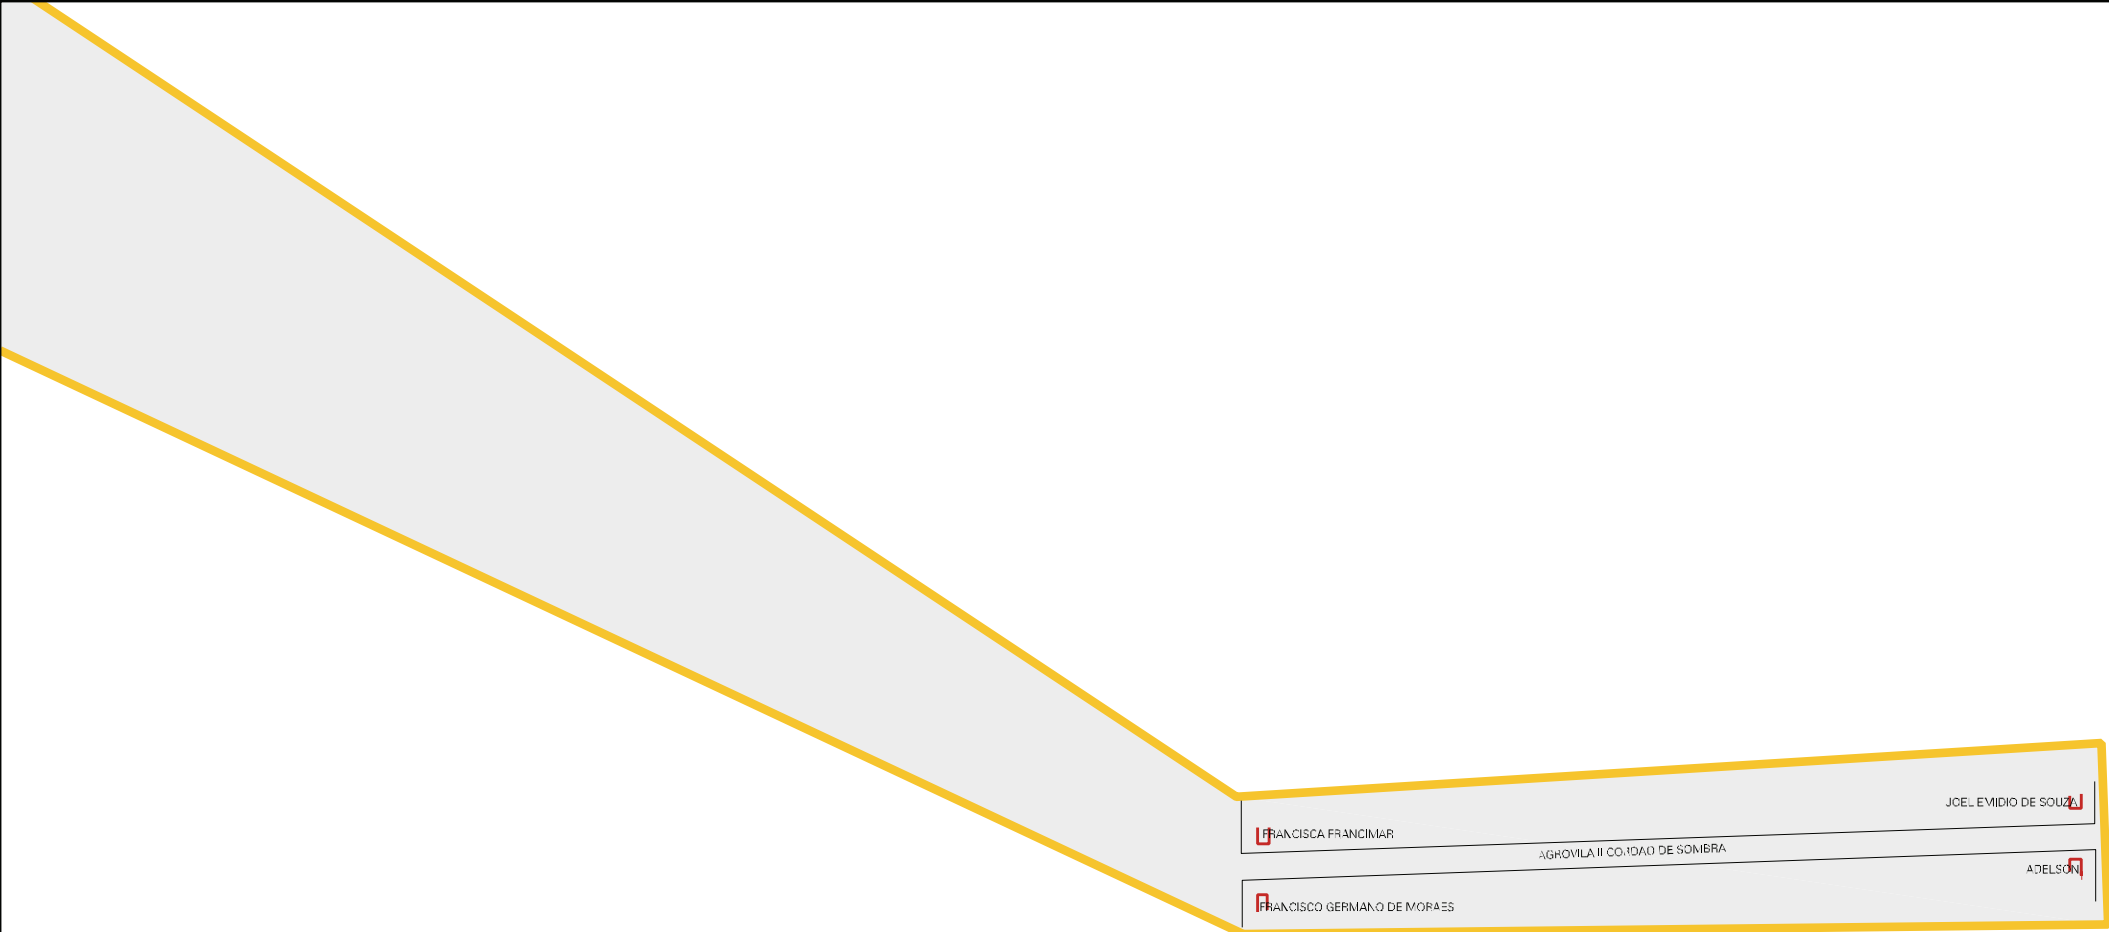 JOEL EMIDIO DE SOUZA
FRANCISCA FRANCIMAR
AGROVILA II CORDAO DE SOMBRA
ADELSON
FRANCISCO GERMANO DE MORAES